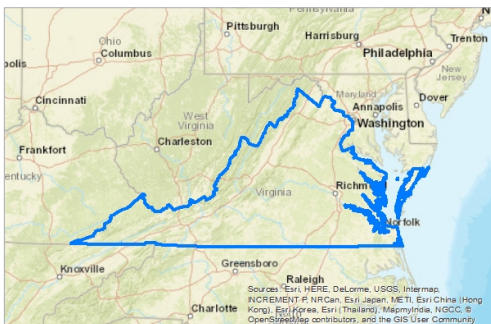 Pittsburgh
Pennsylvania
Harrisburg
Trenton
Philadelphia
New
Jersey
Ohio
Columbus
polis
Cincinnati
Maryland
Annapolis
Dover
Washington
West
Virginia
Charleston
Frankfort
entucky
Virginia
Richm
Norfolk
Knoxville
Greensboro
Raleigh
Charlotte
Sources: Esri, HERE, DeLorme, USGS, Intermap,
INCREMENT P, NRCan, Esri Japan, METI, Esri China (Hong
Kong), Esri Korea, Esri (Thailand), MapmyIndia, NGCC, ©
OpenStreetMap contributors, and the GIS User Community